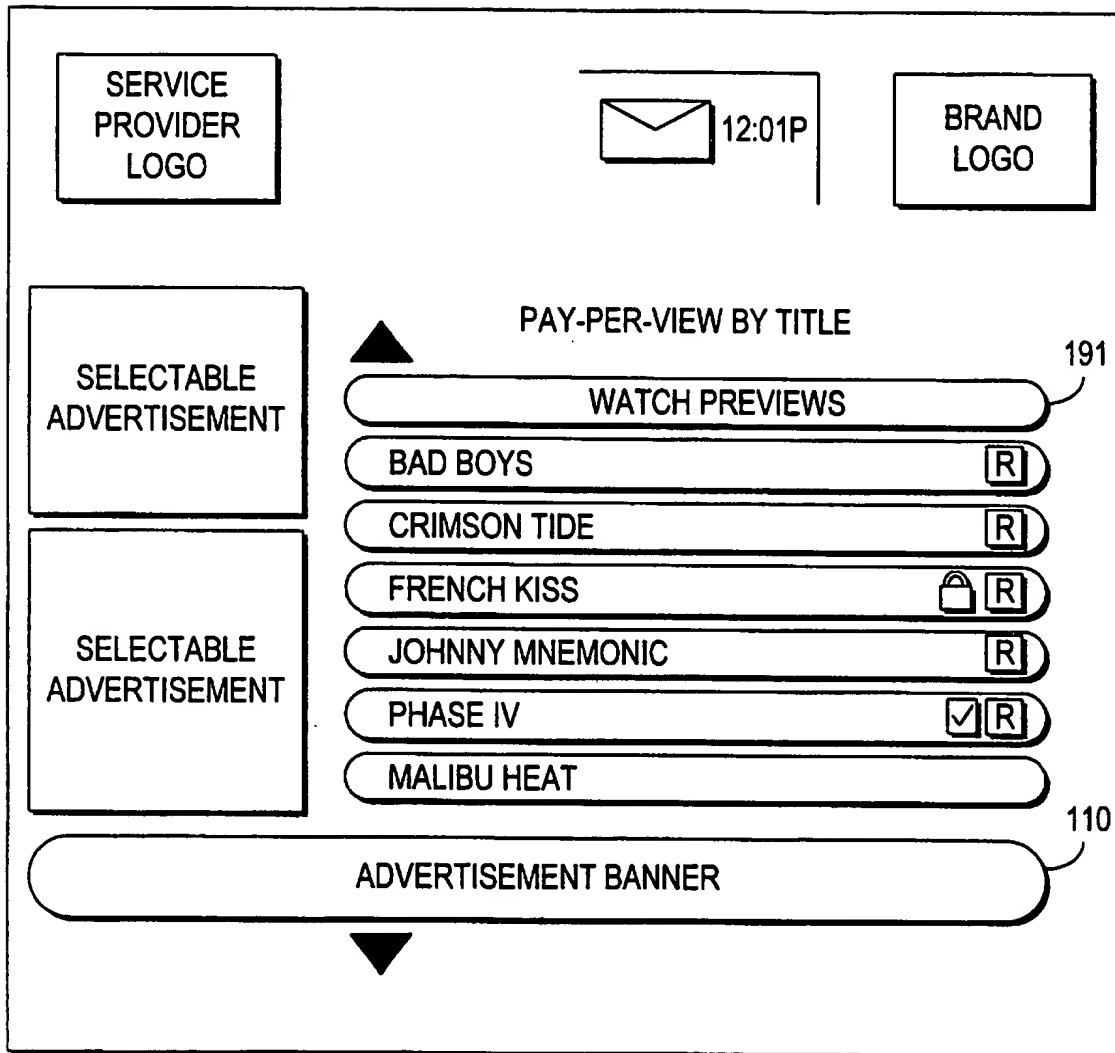 SERVICE
PROVIDER
LOGO
12:01P
BRAND
LOGO
SELECTABLE
ADVERTISEMENT
SELECTABLE
ADVERTISEMENT
PAY-PER-VIEW BY TITLE
191
WATCH PREVIEWS
BAD BOYS R
CRIMSON TIDE R
FRENCH KISS R
JOHNNY MNEMONIC R
PHASE IV R
MALIBU HEAT
110
ADVERTISEMENT BANNER